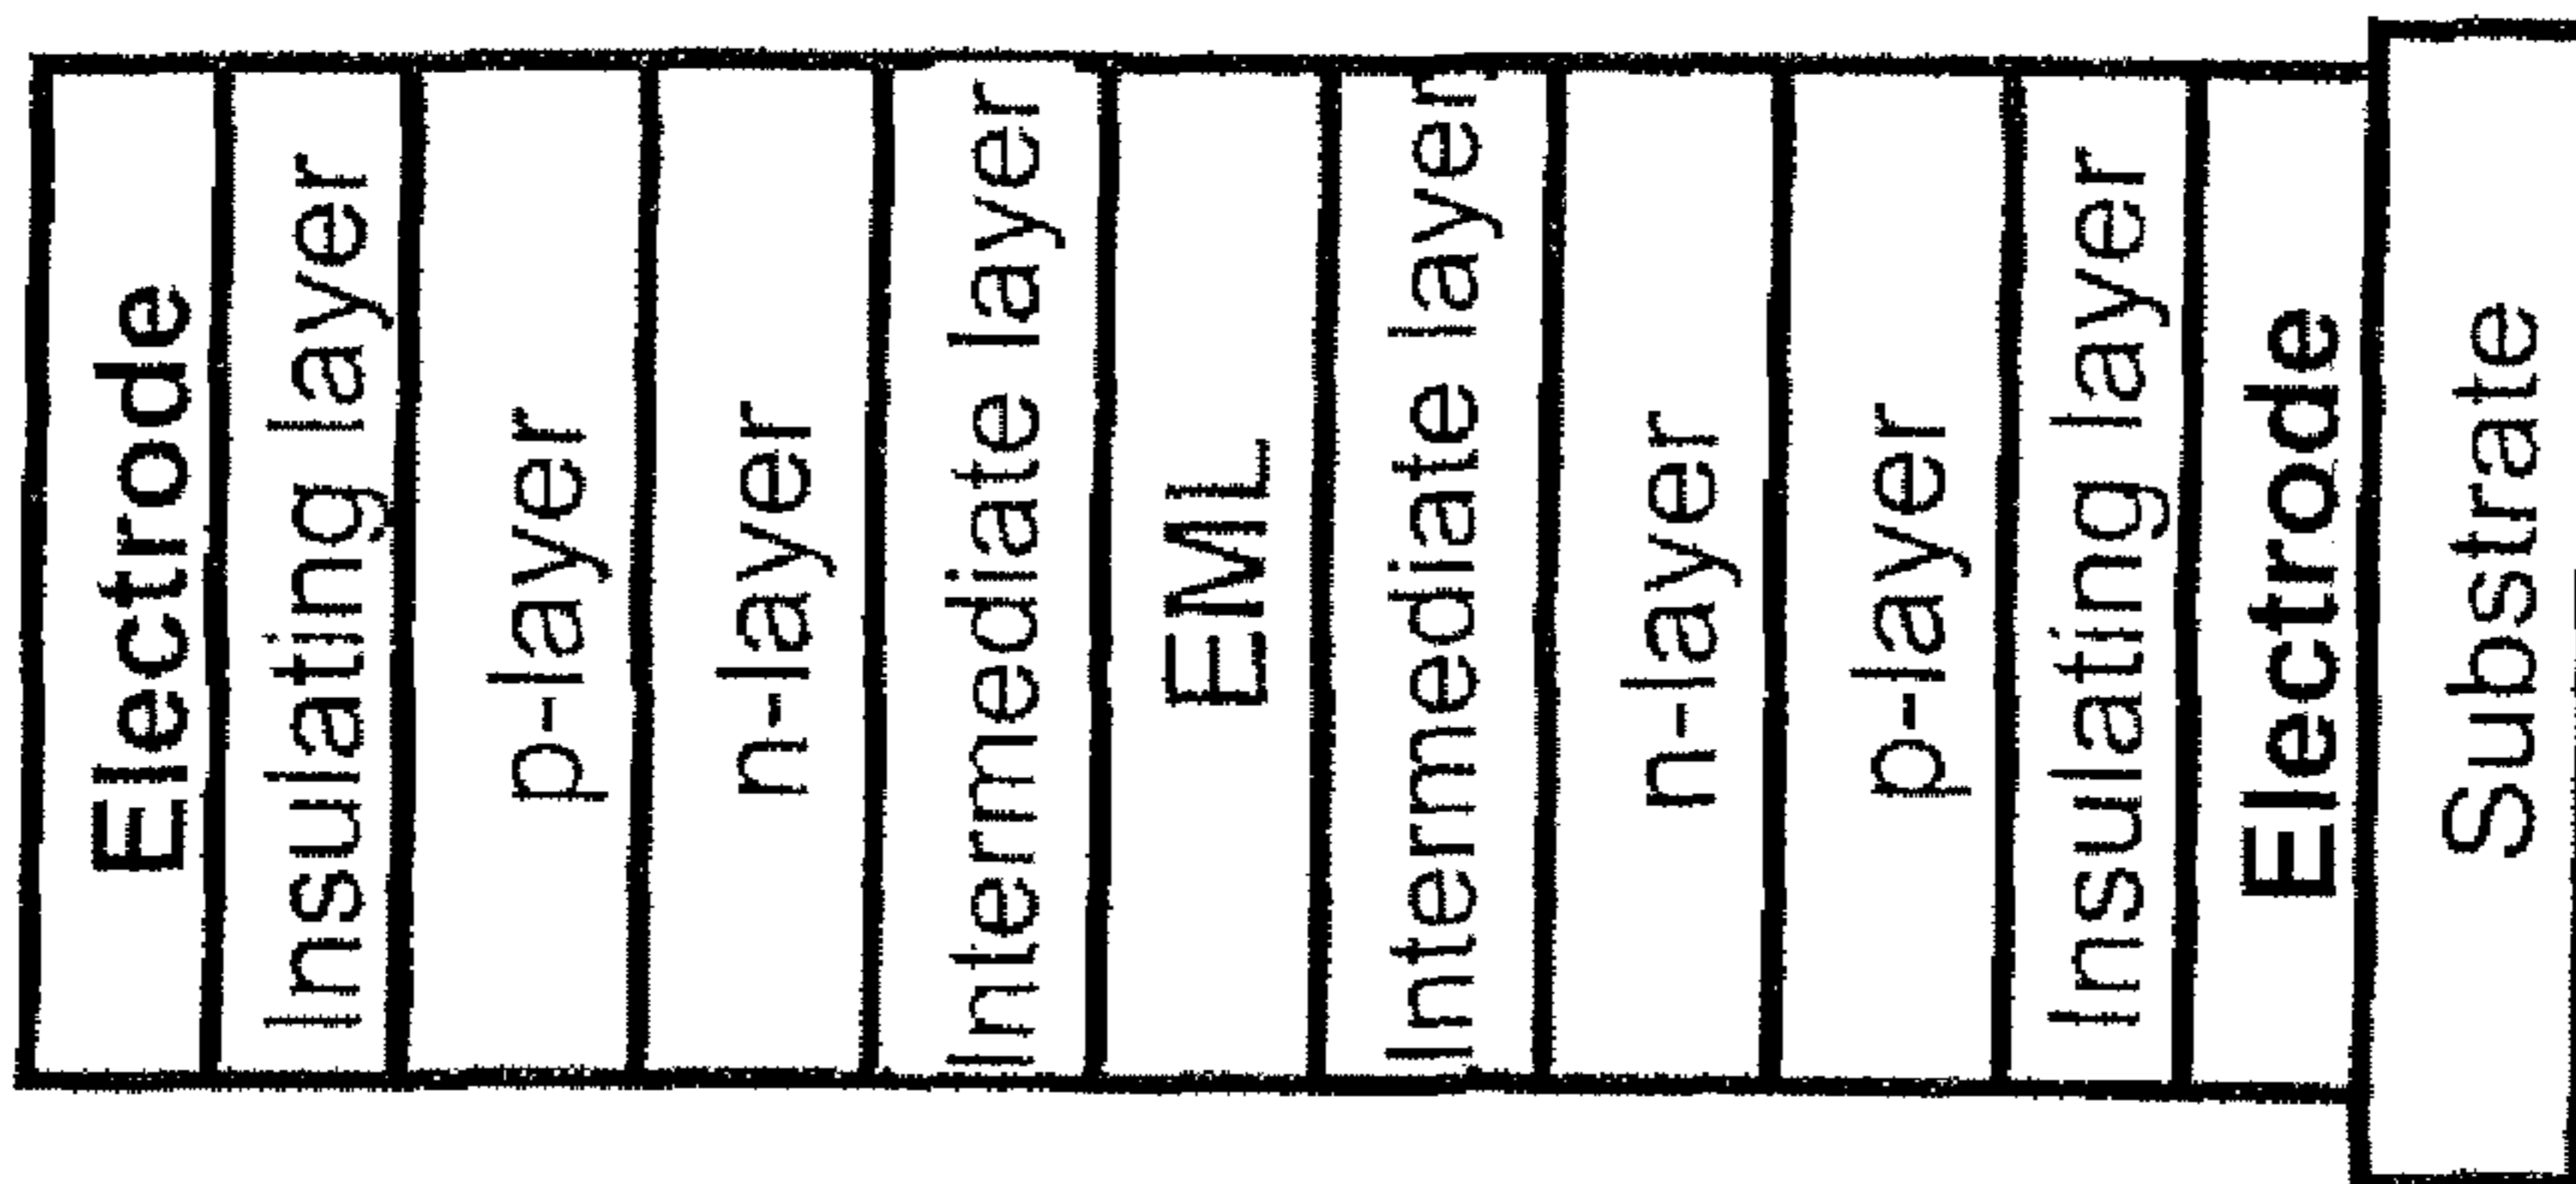 Electrode
Insulating layer
p-layer
n-layer
Intermediate layer
EML
Intermediate layer
n-layer
p-layer
Insulating layer
Electrode
Substrate